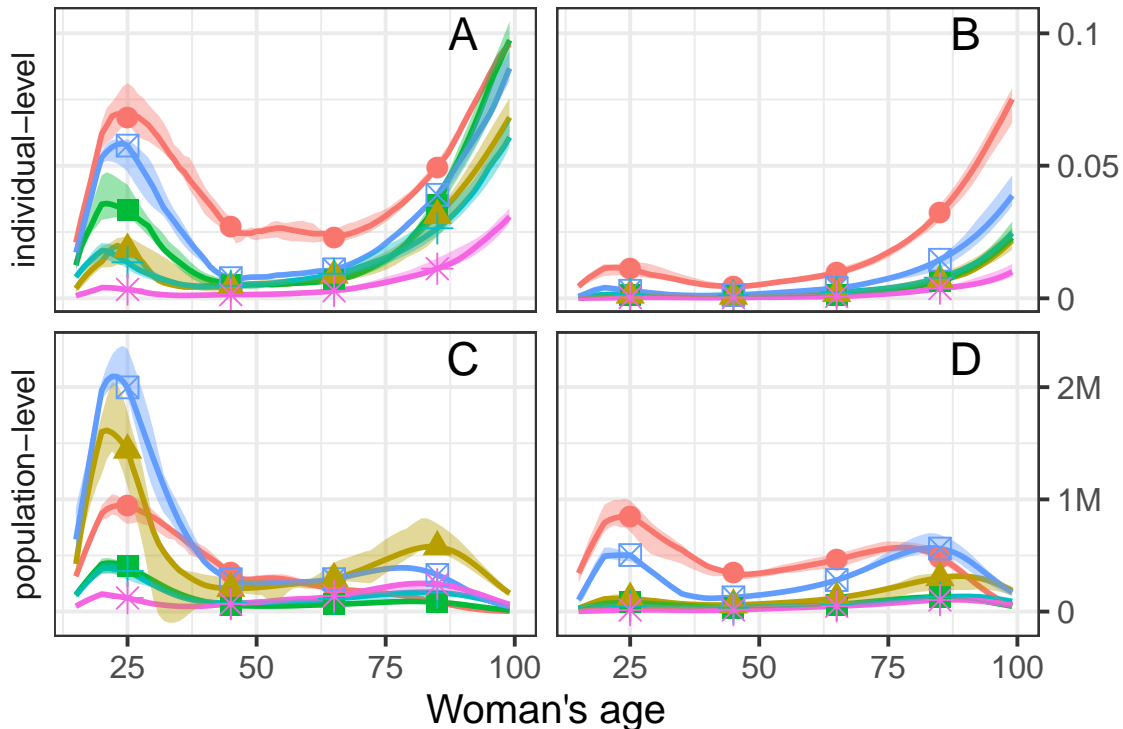 A
B
0.1
individual−level
0.05
0
C
D
population−level
2M
1M
0
25 50 75 100 25 50 75 100
Woman's age